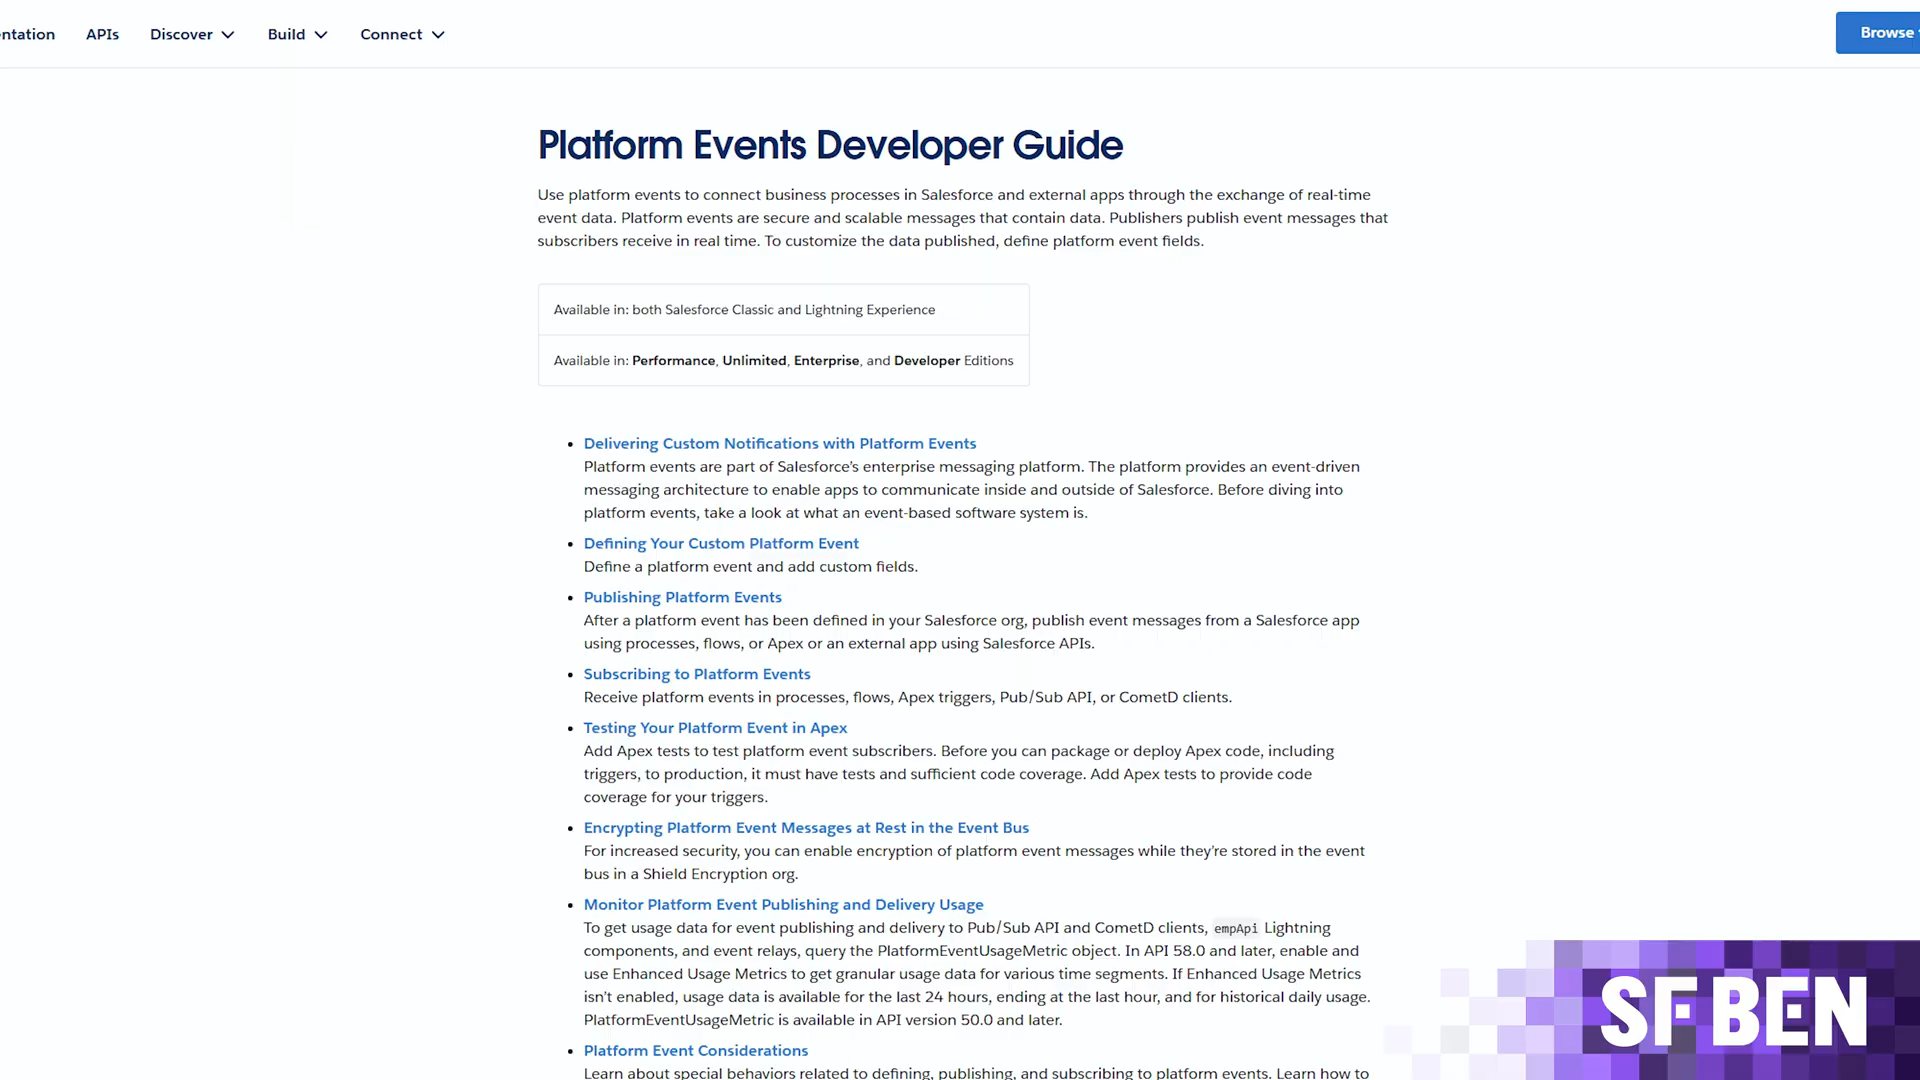 entation APIs Discover Build Connect Browse
Platform Events Developer Guide
Use platform events to connect business processes in Salesforce and external apps through the exchange of real-time
event data. Platform events are secure and scalable messages that contain data. Publishers publish event messages that
subscribers receive in real time. To customize the data published, define platform event fields.
Available in: both Salesforce Classic and Lightning Experience
Available in: Performance, Unlimited, Enterprise, and Developer Editions
• Delivering Custom Notifications with Platform Events
Platform events are part of Salesforce’s enterprise messaging platform. The platform provides an event-driven
messaging architecture to enable apps to communicate inside and outside of Salesforce. Before diving into
platform events, take a look at what an event-based software system is.
• Defining Your Custom Platform Event
Define a platform event and add custom fields.
• Publishing Platform Events
After a platform event has been defined in your Salesforce org, publish event messages from a Salesforce app
using processes, flows, or Apex or an external app using Salesforce APIs.
• Subscribing to Platform Events
Receive platform events in processes, flows, Apex triggers, Pub/Sub API, or CometD clients.
• Testing Your Platform Event in Apex
Add Apex tests to test platform event subscribers. Before you can package or deploy Apex code, including
triggers, to production, it must have tests and sufficient code coverage. Add Apex tests to provide code
coverage for your triggers.
• Encrypting Platform Event Messages at Rest in the Event Bus
For increased security, you can enable encryption of platform event messages while they’re stored in the event
bus in a Shield Encryption org.
• Monitor Platform Event Publishing and Delivery Usage
To get usage data for event publishing and delivery to Pub/Sub API and CometD clients, empApi Lightning
components, and event relays, query the PlatformEventUsageMetric object. In API 58.0 and later, enable and
use Enhanced Usage Metrics to get granular usage data for various time segments. If Enhanced Usage Metrics
isn’t enabled, usage data is available for the last 24 hours, ending at the last hour, and for historical daily usage.
PlatformEventUsageMetric is available in API version 50.0 and later.
• Platform Event Considerations
Learn about special behaviors related to defining, publishing, and subscribing to platform events. Learn how to
SF BEN